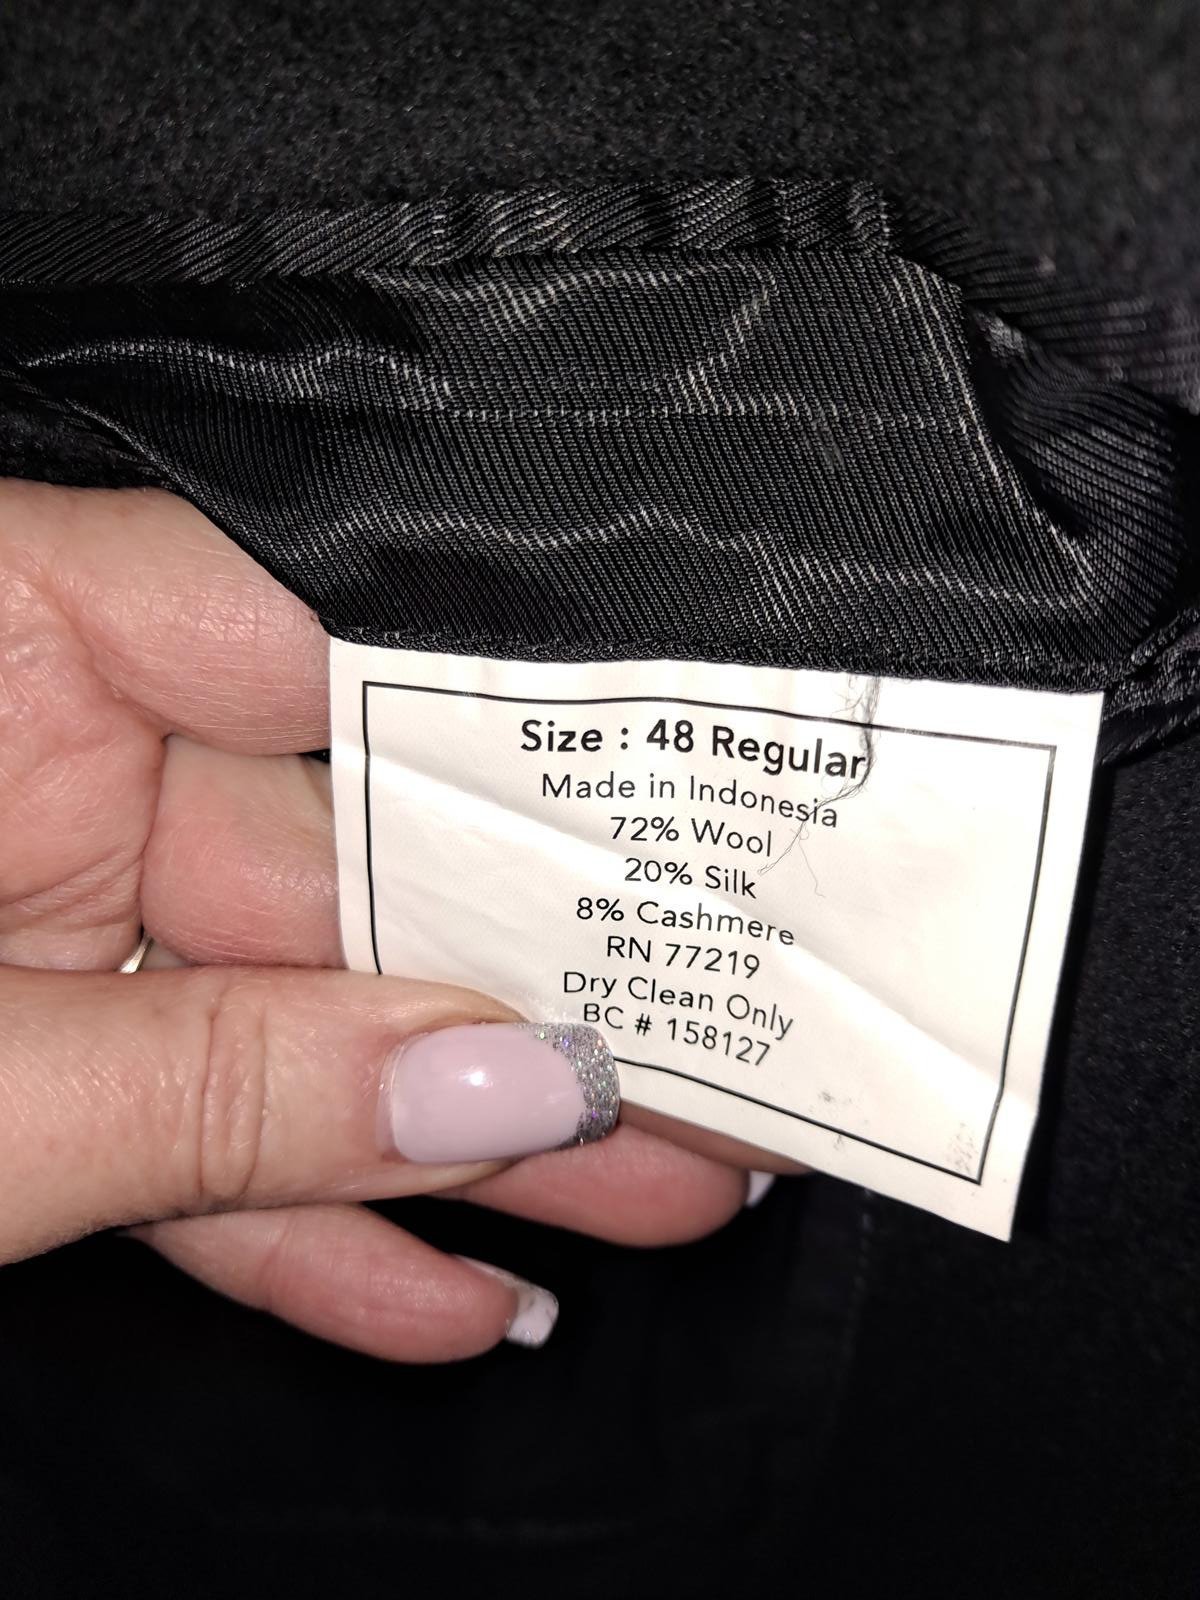 Size : 48 Regular
Made in Indonesia
72% Wool
20% Silk
8% Cashmere
RN 77219
Dry Clean Only
BC # 158127